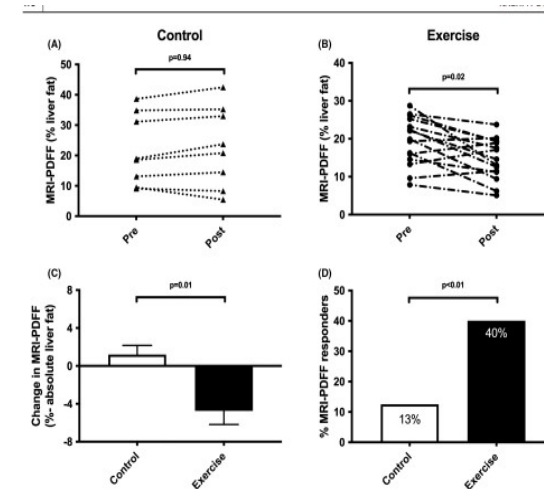 (A)
Control
p=0.94
MRI-PDFF (% liver fat)
50
40
30
20
10
0
Pre
Post
(B)
Exercise
p=0.02
MRI-PDFF (% liver fat)
40
30
20
10
0
Pre
Post
(C)
p=0.01
Change in MRI-PDFF
(%- absolute liver fat)
8
4
0
-4
-8
Control
Exercise
(D)
p<0.01
% MRI-PDFF responders
50
40
30
20
10
0
13%
40%
Control
Exercise